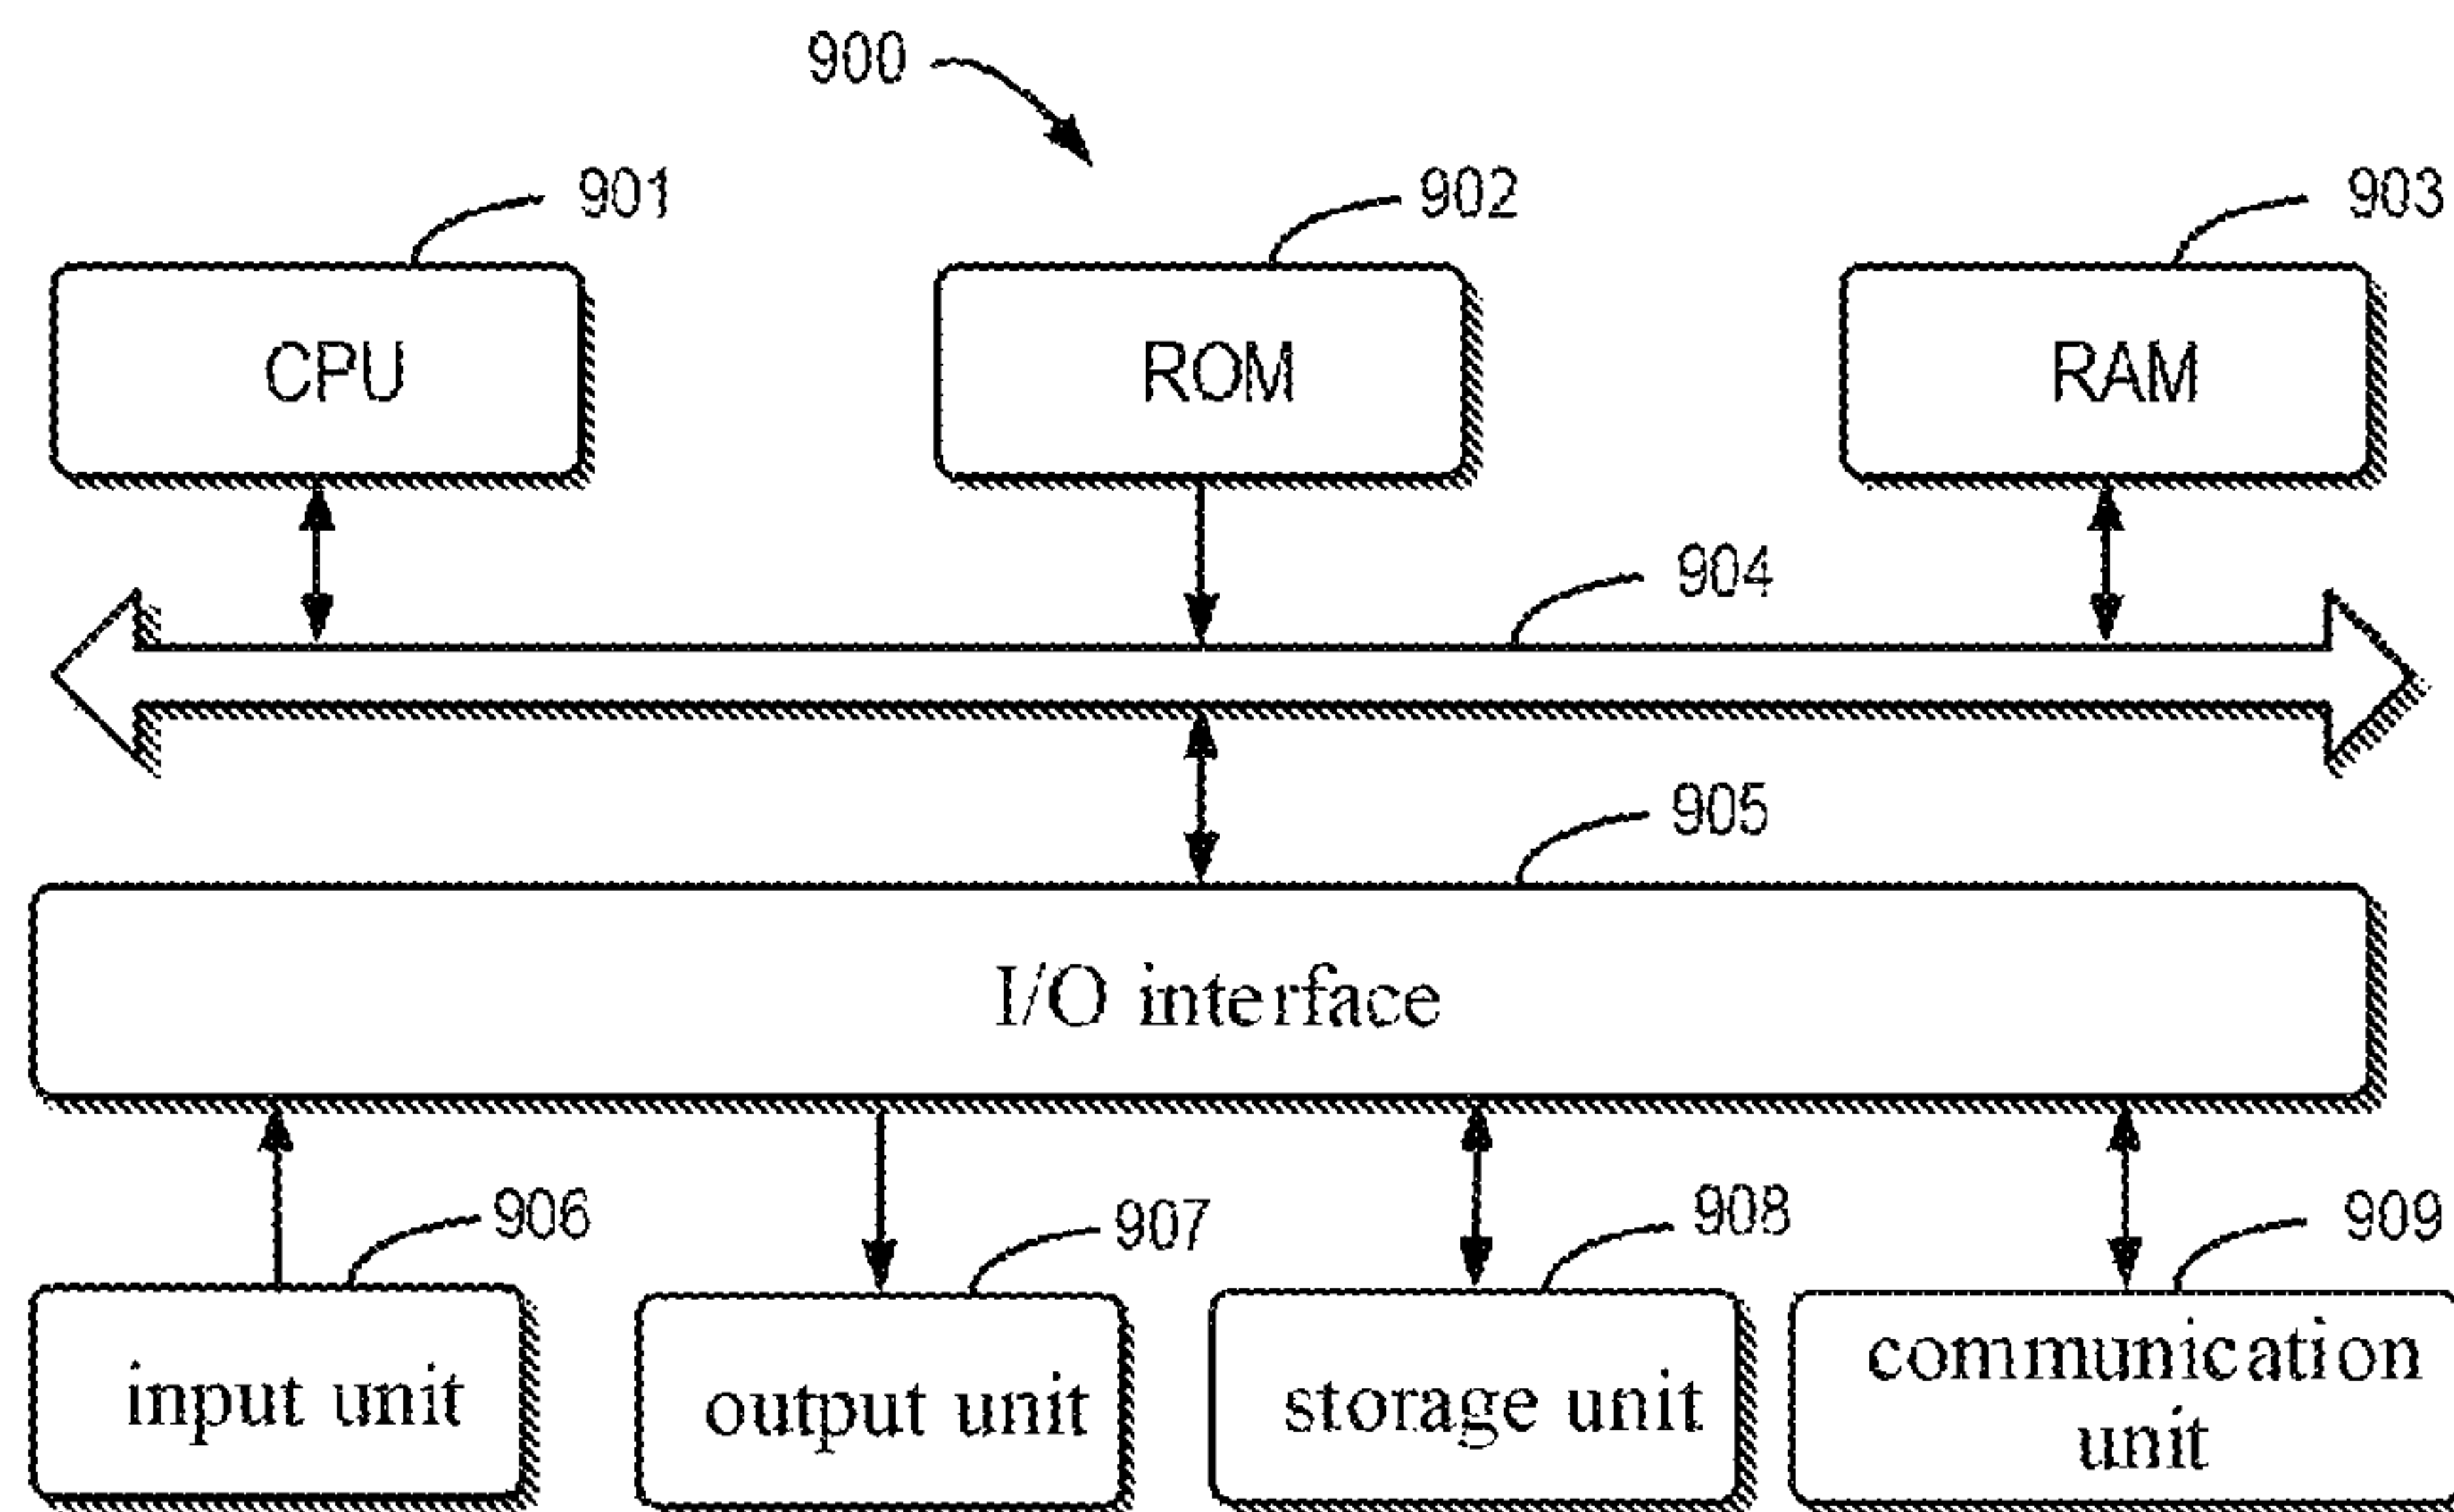 900
901
902
903
CPU
ROM
RAM
904
905
I/O interface
906
907
908
909
input unit
output unit
storage unit
communication
unit